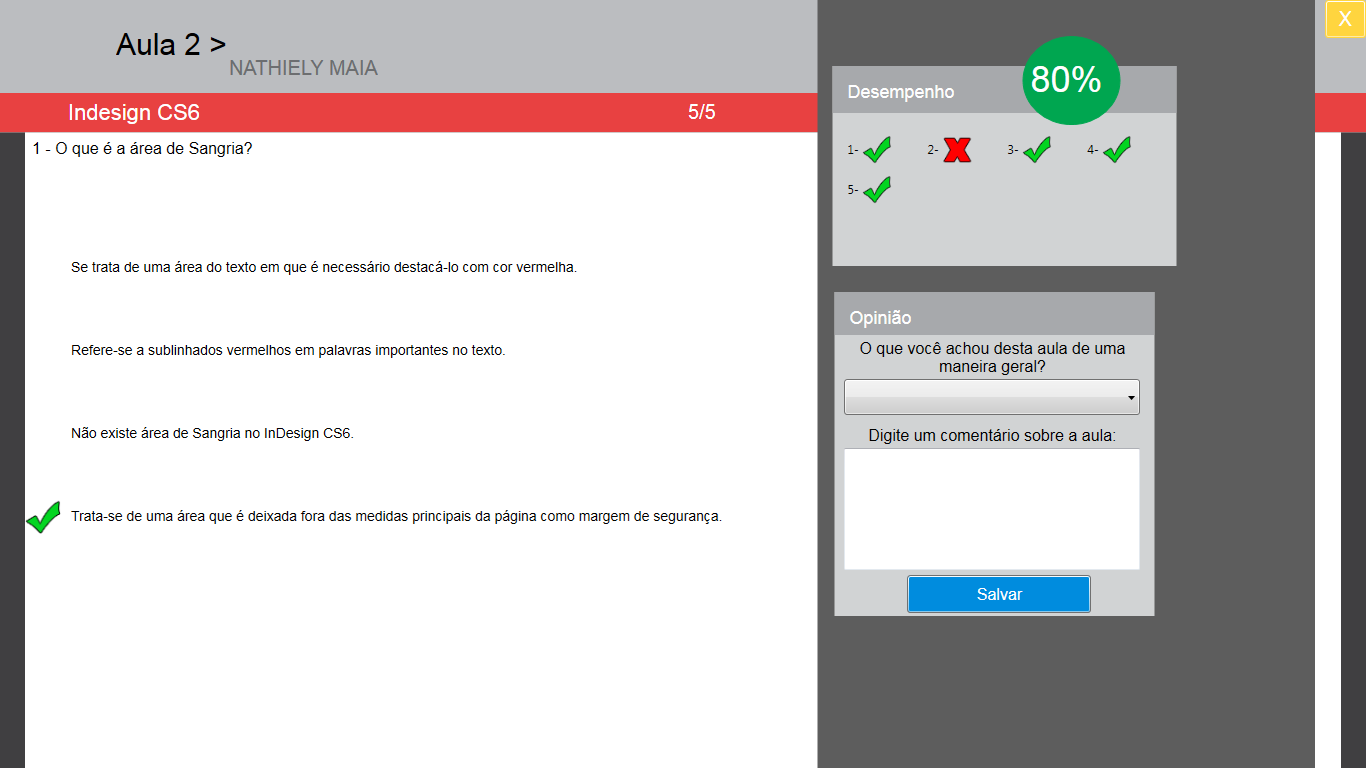 Aula 2 >
NATHIELY MAIA
Indesign CS6
5/5
1 - O que é a área de Sangria?
Se trata de uma área do texto em que é necessário destacá-lo com cor vermelha.
Refere-se a sublinhados vermelhos em palavras importantes no texto.
Não existe área de Sangria no InDesign CS6.
Trata-se de uma área que é deixada fora das medidas principais da página como margem de segurança.
X
Desempenho
80%
1- 2- 3- 4-
5-
Opinião
O que você achou desta aula de uma
maneira geral?
Digite um comentário sobre a aula:
Salvar